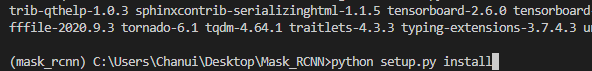 trib-qthelp-1.0.3 sphinxcontrib-serializinghtml-1.1.5 tensorboard-2.6.0 tensorboard-
fffile-2020.9.3 tornado-6.1 tqdm-4.64.1 traitlets-4.3.3 typing-extensions-3.7.4.3 u
(mask_rcnn) C:\Users\Chanui\Desktop\Mask_RCNN>python setup.py install